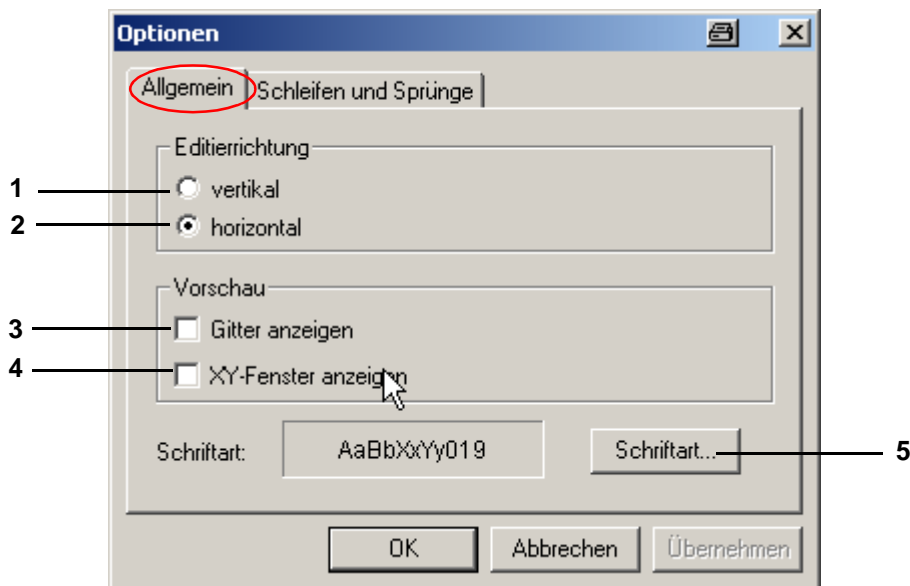 Optionen
Allgemein Schleifen und Sprünge
Editierrichtung
1 vertikal
2 horizontal
Vorschau
3 Gitter anzeigen
4 XY-Fenster anzeigen
Schriftart: AaBbXxYy019 Schriftart... 5
OK Abbrechen Übernehmen